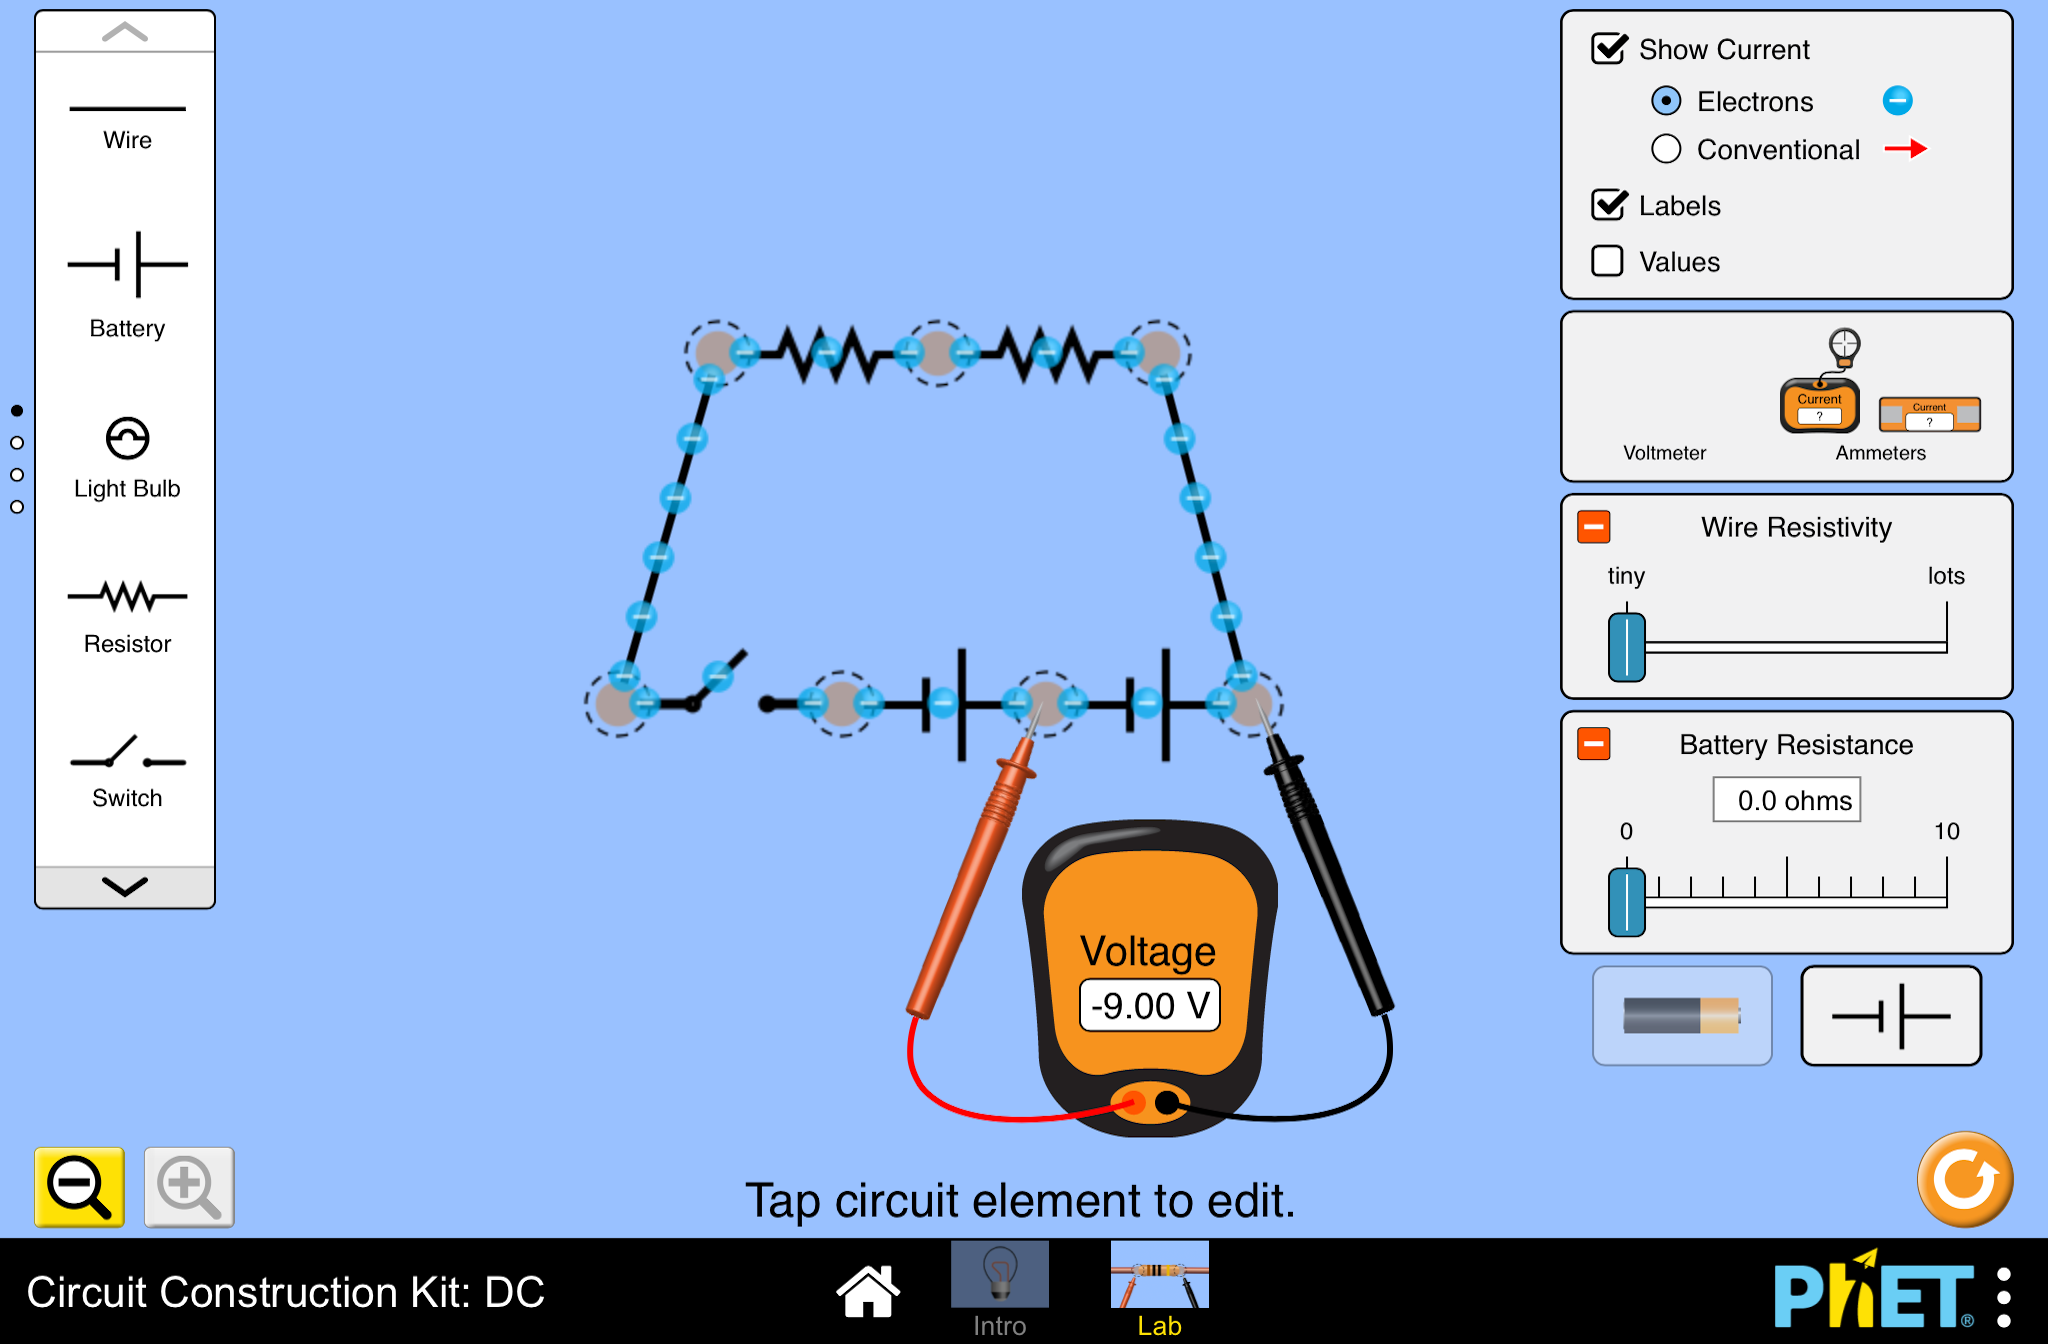 Wire
Battery
Light Bulb
Resistor
Switch
Show Current
Electrons
Conventional
Labels
Values
Current
?
Current
?
Voltmeter
Ammeters
Wire Resistivity
tiny
lots
Battery Resistance
0.0 ohms
0
10
Voltage
-9.00 V
Tap circuit element to edit.
Circuit Construction Kit: DC
Intro
Lab
PhET®